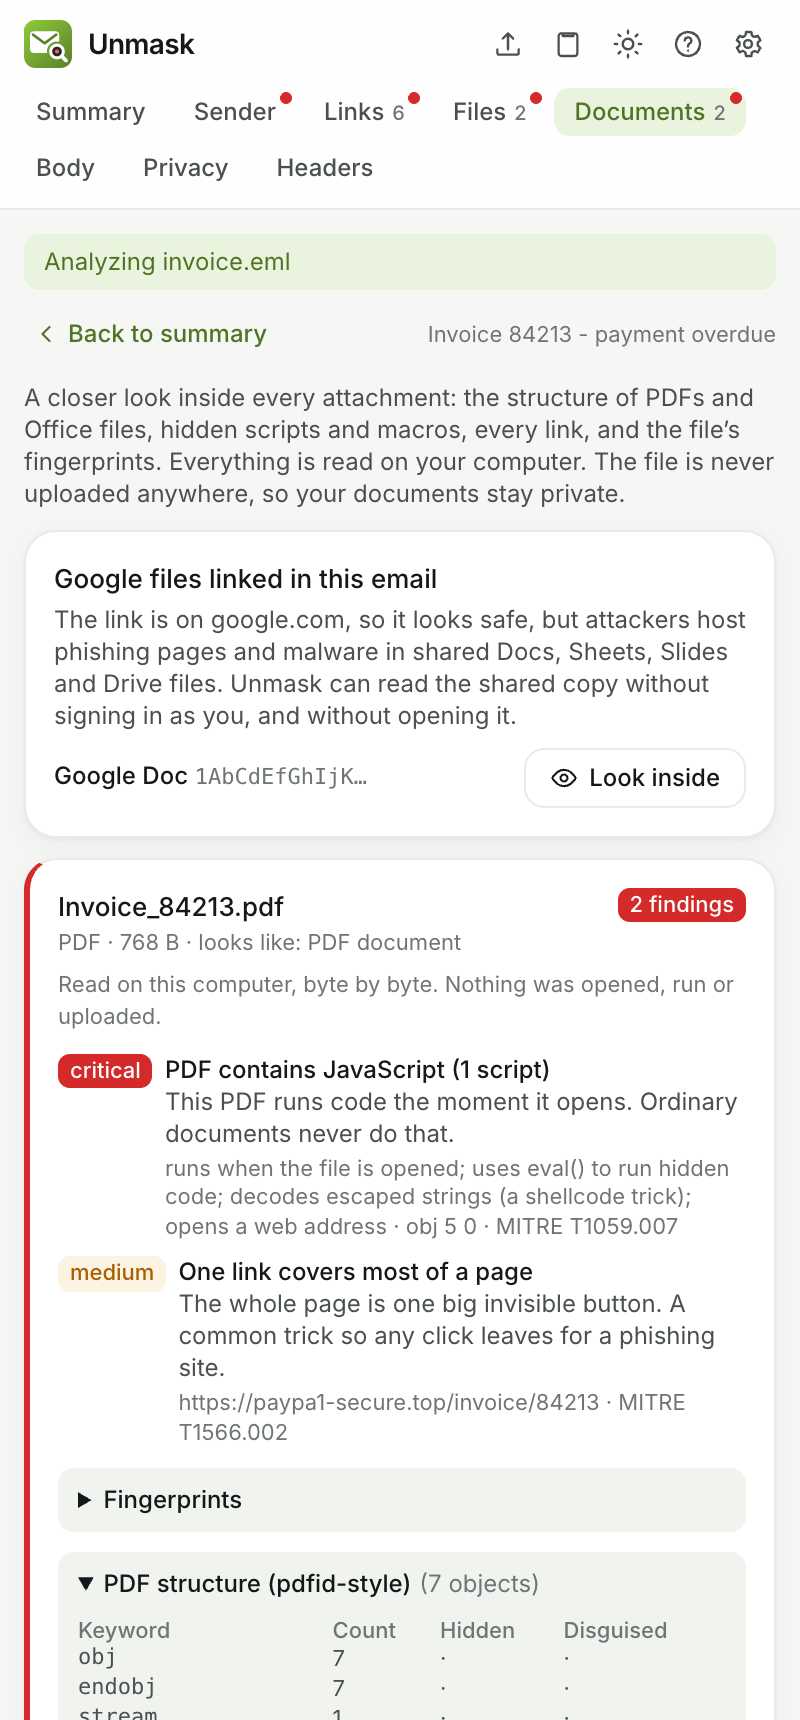 Unmask
Summary Sender Links 6 Files 2 Documents 2
Body Privacy Headers
Analyzing invoice.eml
Back to summary Invoice 84213 - payment overdue
A closer look inside every attachment: the structure of PDFs and
Office files, hidden scripts and macros, every link, and the file’s
fingerprints. Everything is read on your computer. The file is never
uploaded anywhere, so your documents stay private.
Google files linked in this email
The link is on google.com, so it looks safe, but attackers host
phishing pages and malware in shared Docs, Sheets, Slides
and Drive files. Unmask can read the shared copy without
signing in as you, and without opening it.
Google Doc 1AbCdEfGhIjK… Look inside
Invoice_84213.pdf 2 findings
PDF · 768 B · looks like: PDF document
Read on this computer, byte by byte. Nothing was opened, run or
uploaded.
critical PDF contains JavaScript (1 script)
This PDF runs code the moment it opens. Ordinary
documents never do that.
runs when the file is opened; uses eval() to run hidden
code; decodes escaped strings (a shellcode trick);
opens a web address · obj 5 0 · MITRE T1059.007
medium One link covers most of a page
The whole page is one big invisible button. A
common trick so any click leaves for a phishing
site.
https://paypa1-secure.top/invoice/84213 · MITRE
T1566.002
Fingerprints
PDF structure (pdfid-style) (7 objects)
Keyword Count Hidden Disguised
obj 7 · ·
endobj 7 · ·
stream 1 · ·